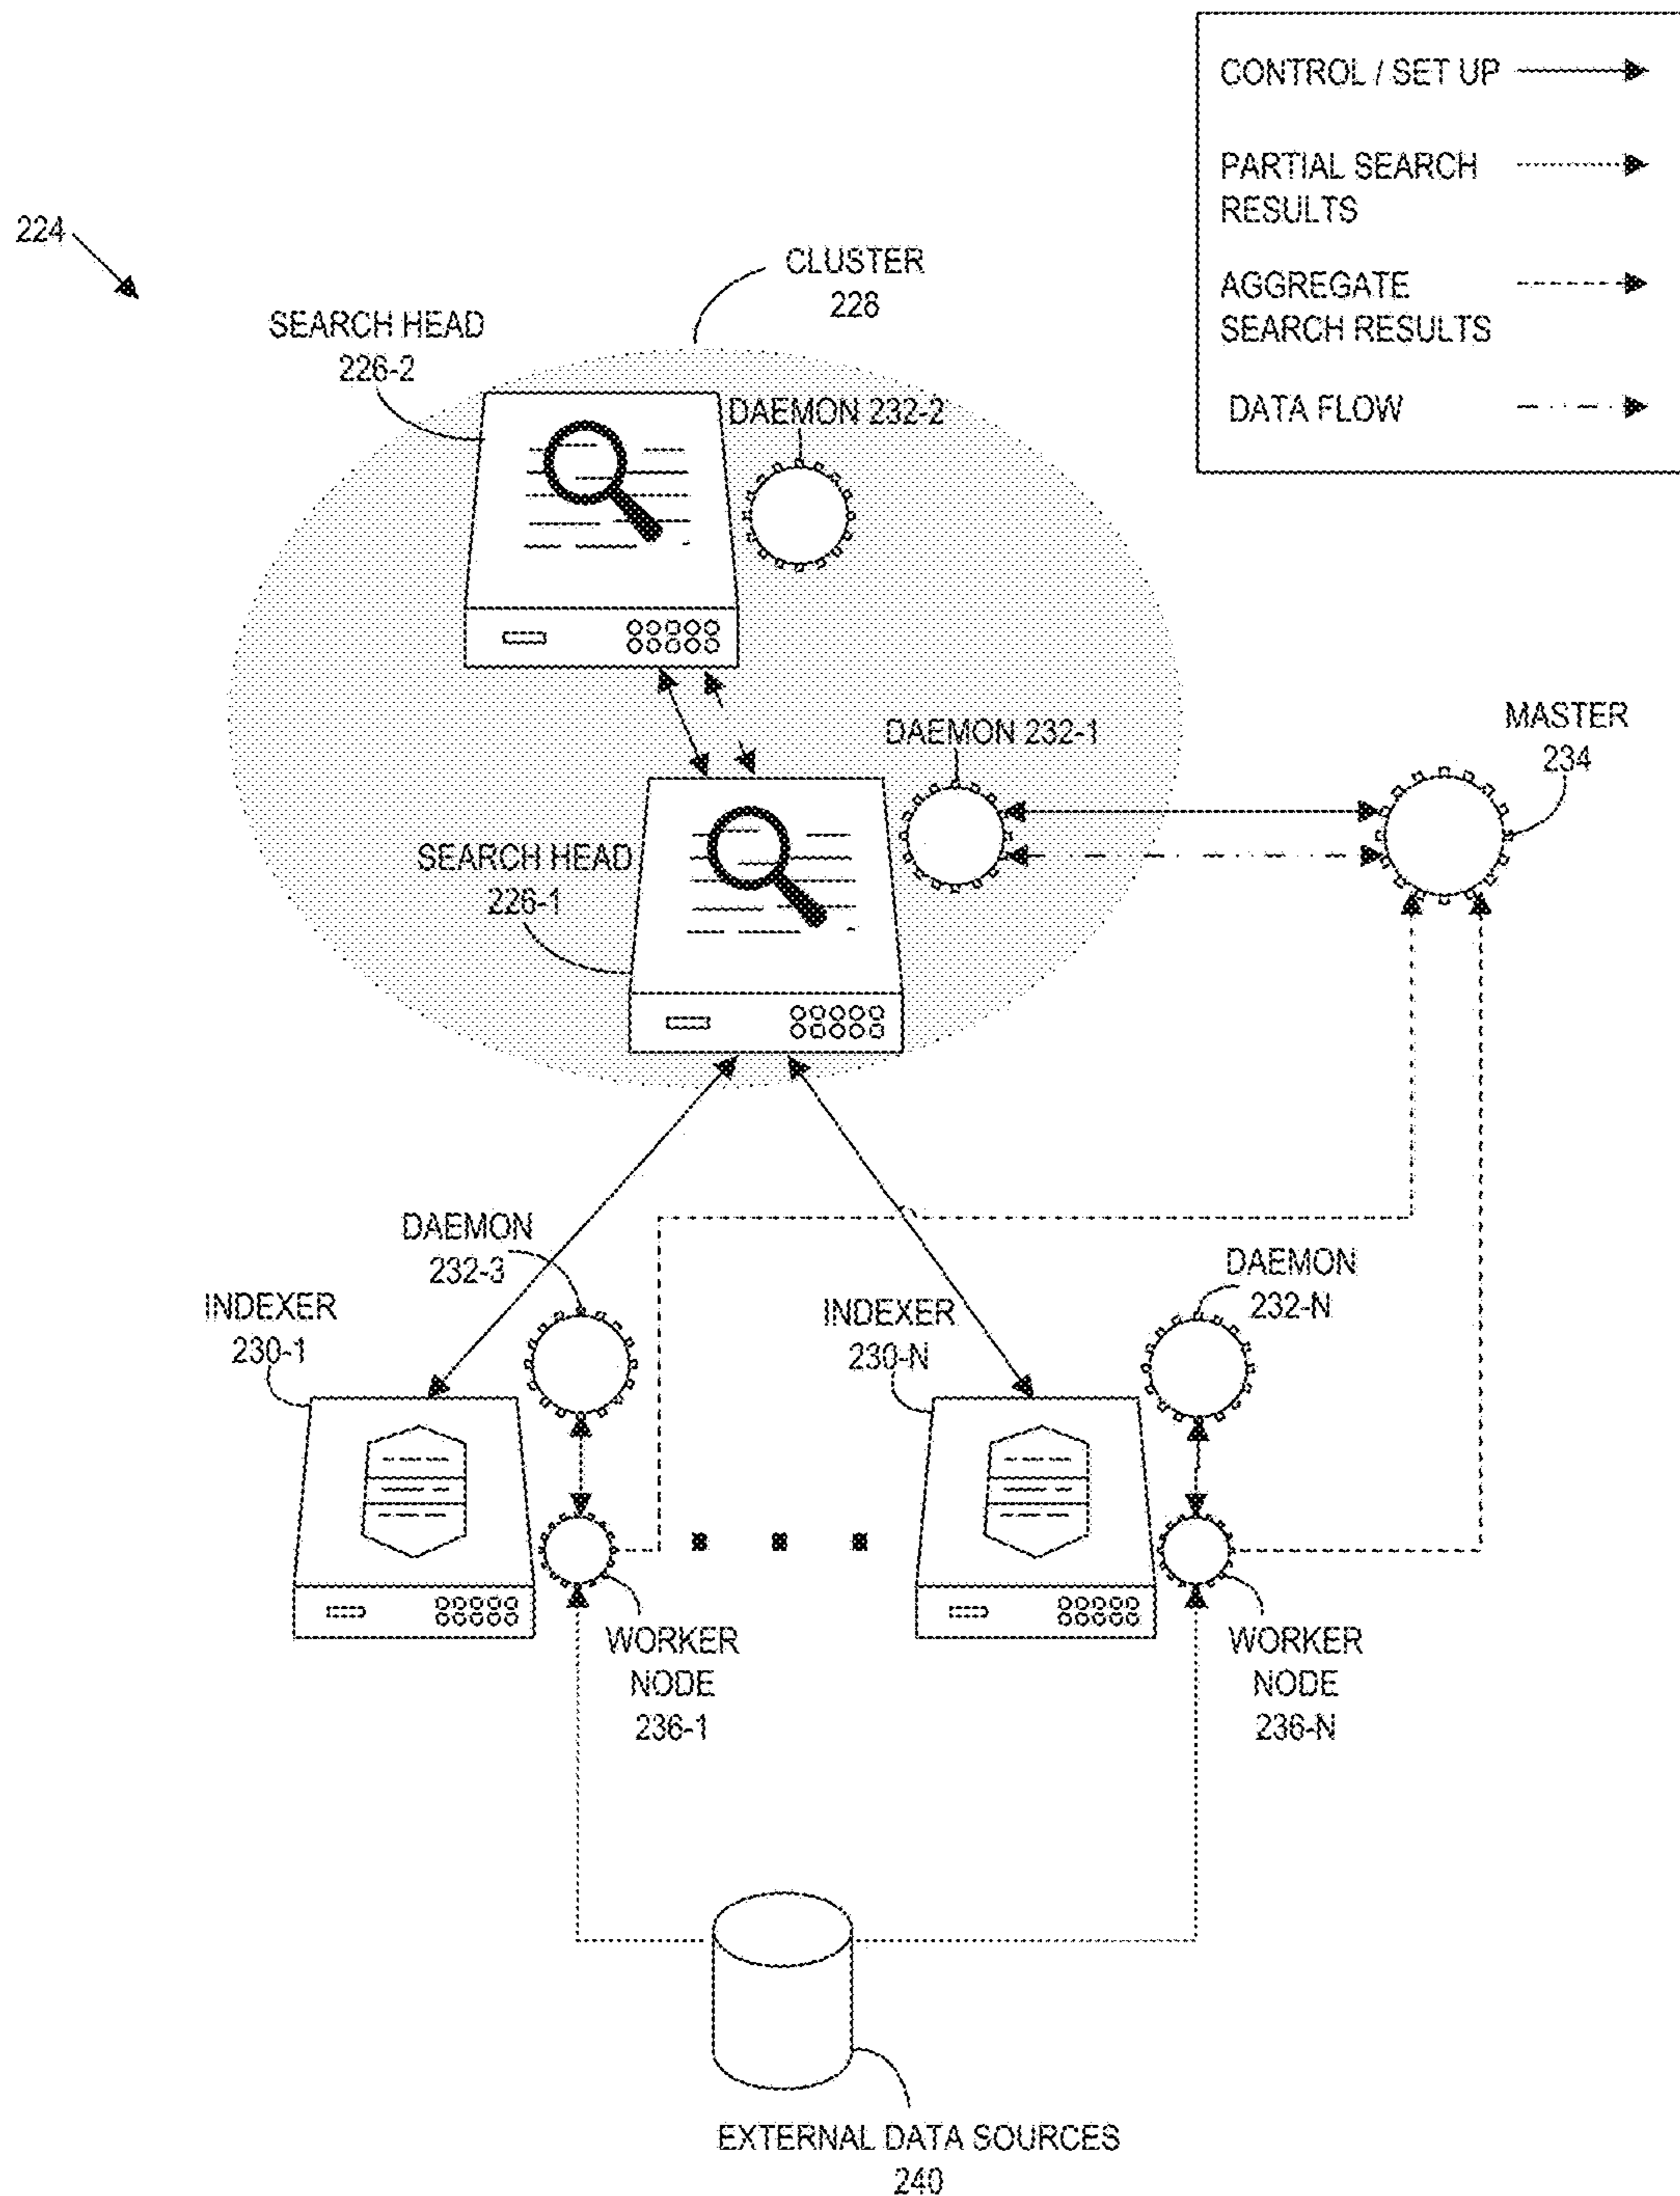 CONTROL / SET UP
PARTIAL SEARCH
RESULTS
AGGREGATE
SEARCH RESULTS
DATA FLOW
224
CLUSTER
228
SEARCH HEAD
226-2
DAEMON 232-2
DAEMON 232-1
MASTER
234
SEARCH HEAD
226-1
DAEMON
232-3
INDEXER
230-1
INDEXER
230-N
DAEMON
232-N
WORKER
NODE
236-1
WORKER
NODE
236-N
EXTERNAL DATA SOURCES
240